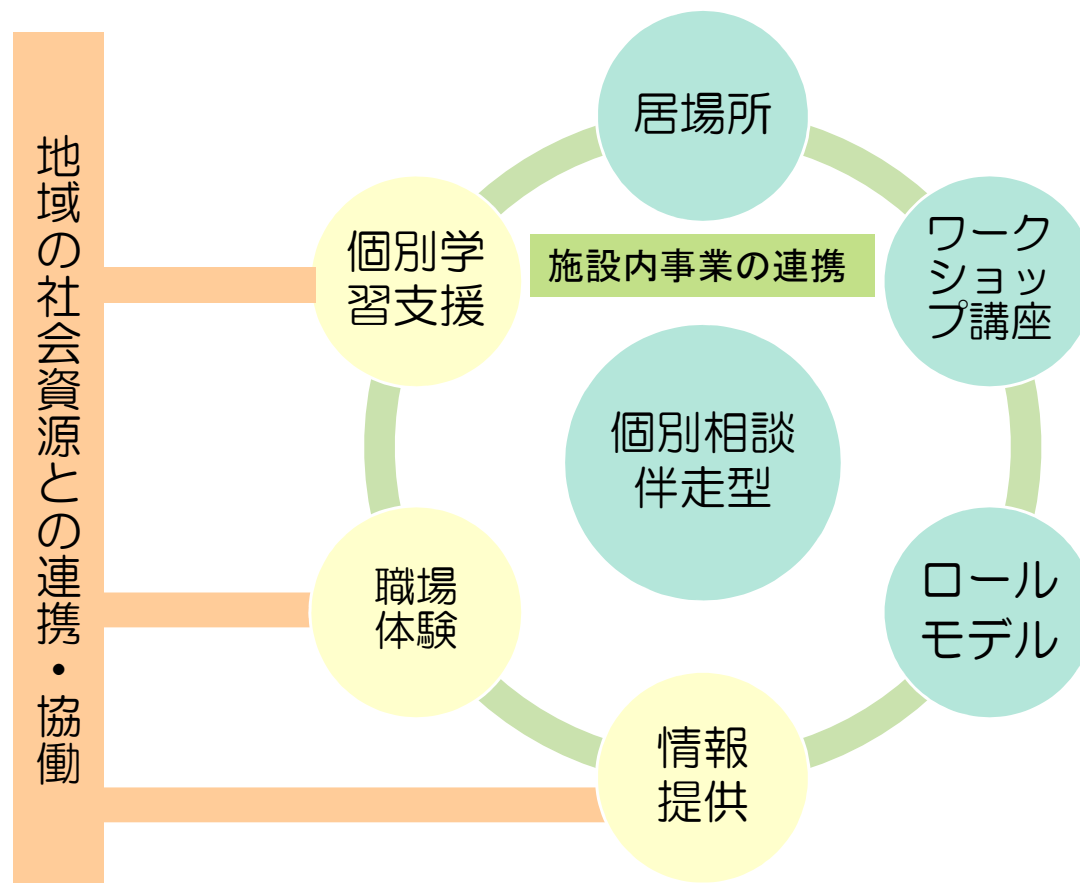 地域の社会資源との連携・協働
居場所
個別学
習支援
施設内事業の連携
ワーク
ショッ
プ講座
個別相談
伴走型
職場
体験
ロール
モデル
情報
提供